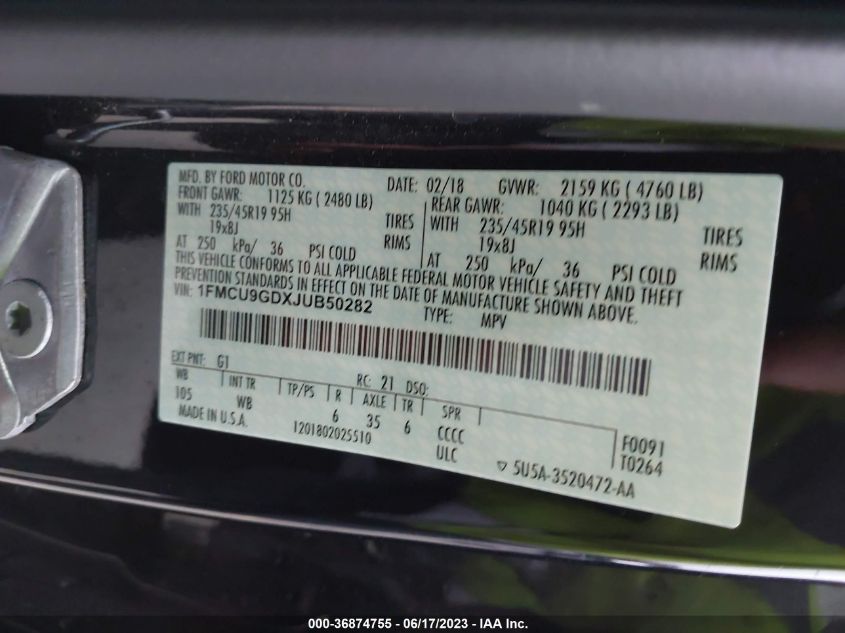 MFD. BY FORD MOTOR CO. DATE: 02/18 GVWR: 2159 KG ( 4760 LB)
FRONT GAWR: 1125 KG ( 2480 LB) REAR GAWR: 1040 KG ( 2293 LB)
WITH 235/45R19 95H TIRES WITH 235/45R19 95H TIRES
19x8J RIMS 19x8J RIMS
AT 250 kPa/ 36 PSI COLD AT 250 kPa/ 36 PSI COLD
THIS VEHICLE CONFORMS TO ALL APPLICABLE FEDERAL MOTOR VEHICLE SAFETY AND THEFT
PREVENTION STANDARDS IN EFFECT ON THE DATE OF MANUFACTURE SHOWN ABOVE.
VIN: 1FMCU9GDXJUB50282 TYPE: MPV
EXT PNT: G1 RC: 21 DSO:
WB INT TR TP/PS R AXLE TR SPR
105 WB 6 35 6 CCCC F0091
MADE IN U.S.A. 1201802025510 ULC T0264
▽ 5U5A-3520472-AA
000-36874755 - 06/17/2023 - IAA Inc.